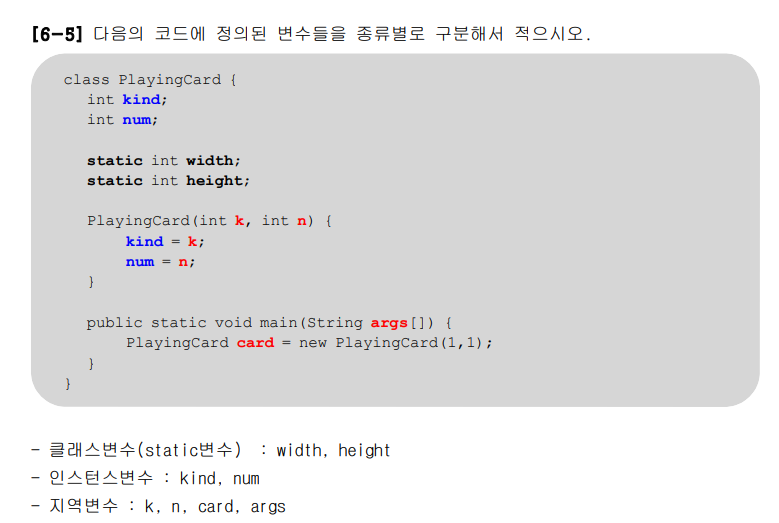 [6-5] 다음의 코드에 정의된 변수들을 종류별로 구분해서 적으시오.
class PlayingCard {
int kind;
int num;
static int width;
static int height;
PlayingCard(int k, int n) {
kind = k;
num = n;
}
public static void main(String args[]) {
PlayingCard card = new PlayingCard(1,1);
}
}
- 클래스변수(static변수) : width, height
- 인스턴스변수 : kind, num
- 지역변수 : k, n, card, args